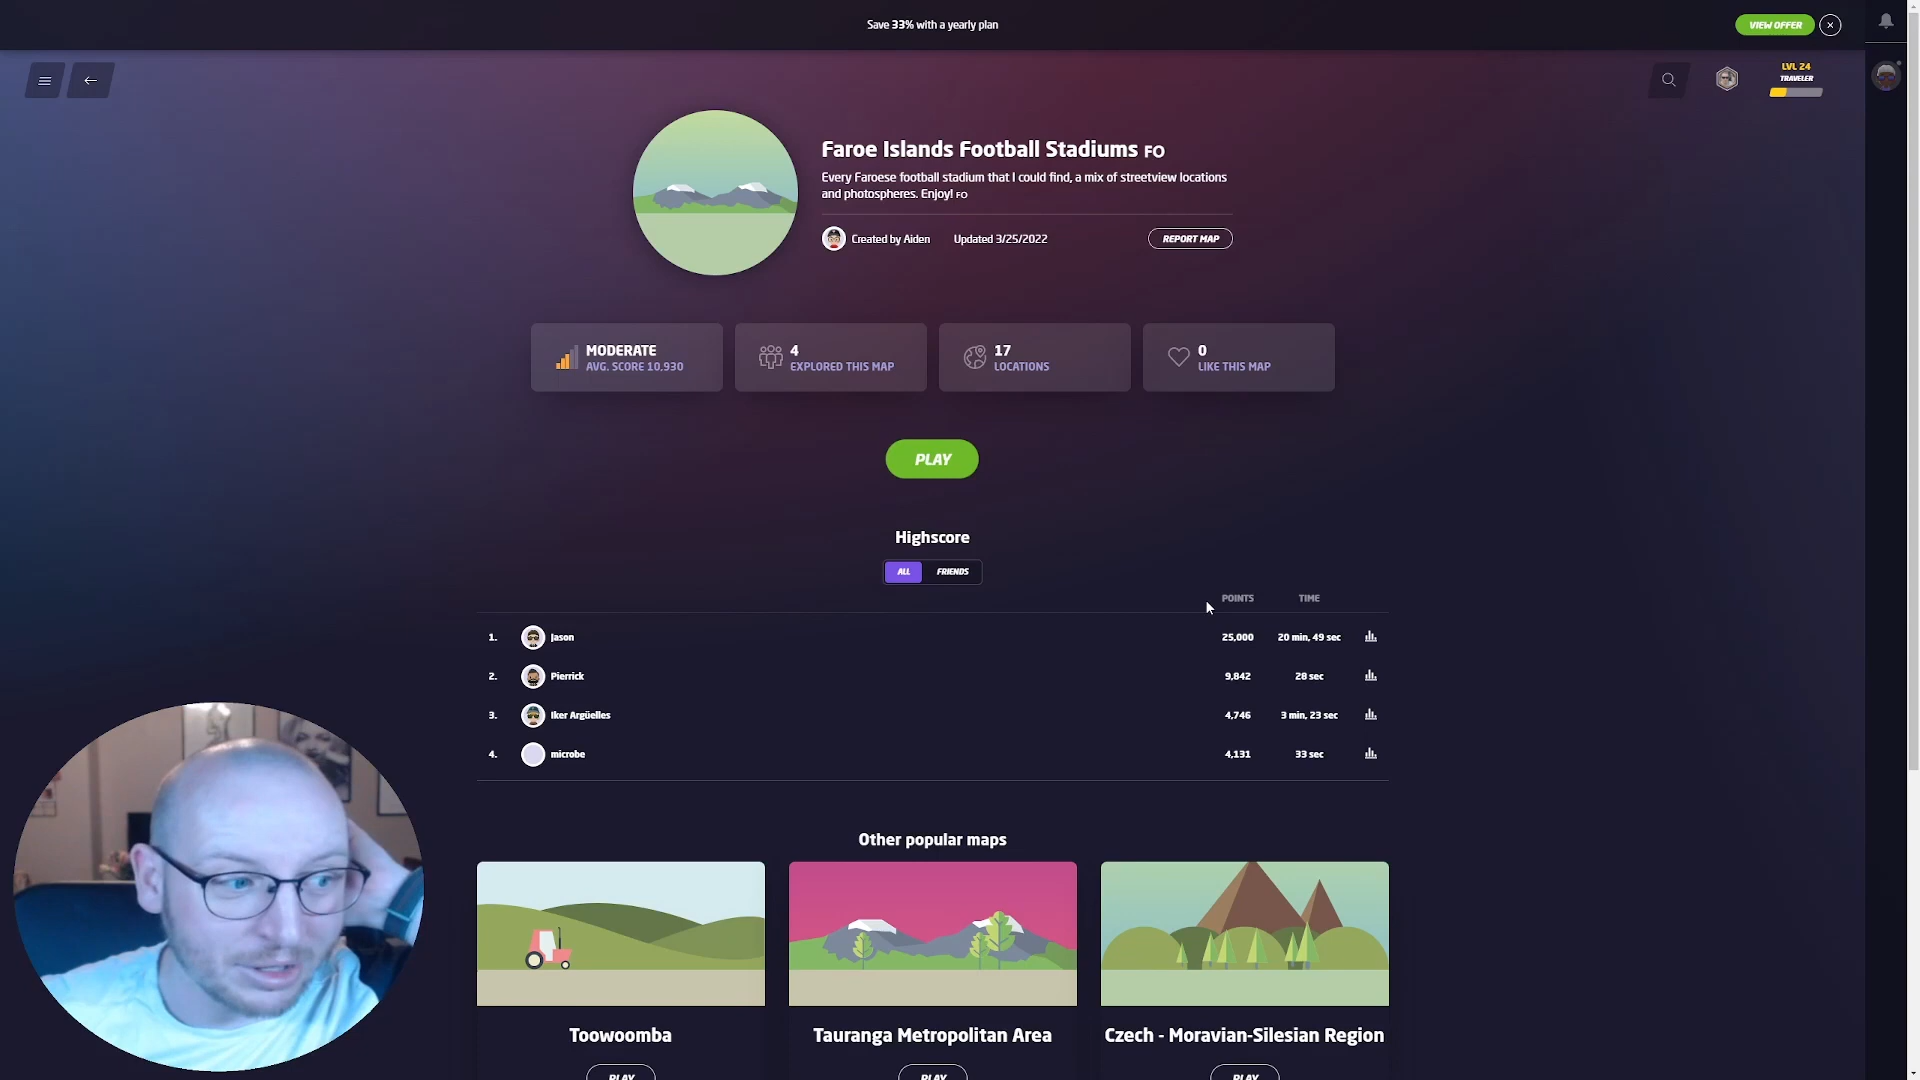 Save 33% with a yearly plan
VIEW OFFER
LVL 24
TRAVELER
Faroe Islands Football Stadiums FO
Every Faroese football stadium that I could find, a mix of streetview locations
and photospheres. Enjoy! FO
Created by Aiden Updated 3/25/2022 REPORT MAP
MODERATE
AVG. SCORE 10,930
4
EXPLORED THIS MAP
17
LOCATIONS
0
LIKE THIS MAP
PLAY
Highscore
ALL FRIENDS
POINTS TIME
1. Jason 25,000 20 min, 49 sec
2. Pierrick 9,842 28 sec
3. Iker Argüelles 4,746 3 min, 23 sec
4. microbe 4,131 33 sec
Other popular maps
Toowoomba
Tauranga Metropolitan Area
Czech - Moravian-Silesian Region
PLAY PLAY PLAY